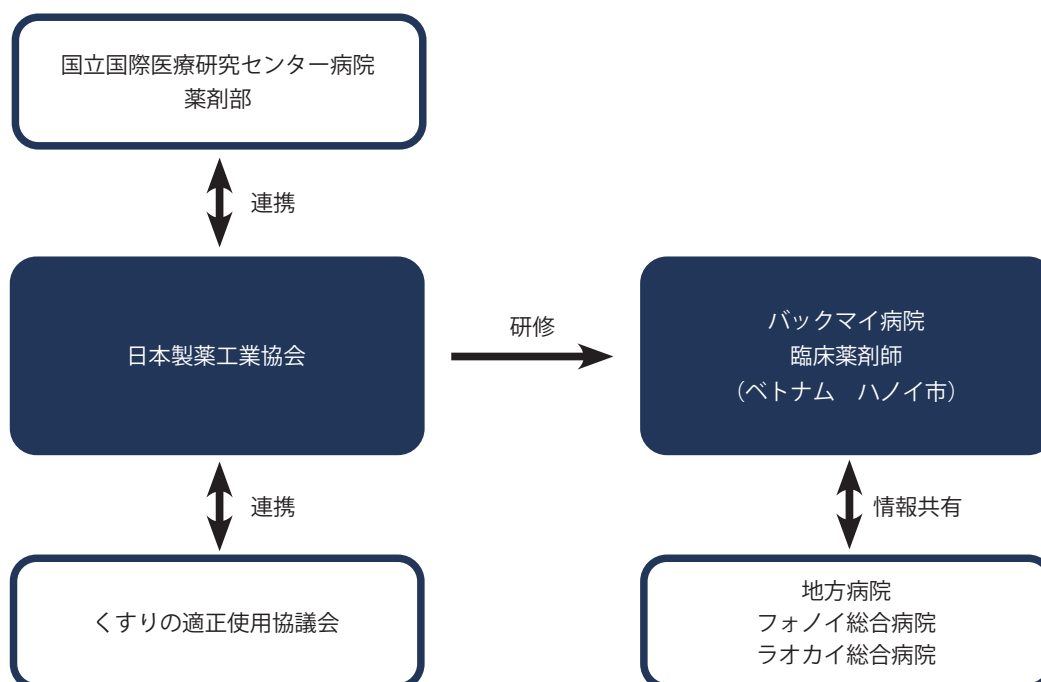 国立国際医療研究センター病院
薬剤部
連携
日本製薬工業協会
研修
バックマイ病院
臨床薬剤師
（ベトナム　ハノイ市）
連携
情報共有
くすりの適正使用協議会
地方病院
フォノイ総合病院
ラオカイ総合病院